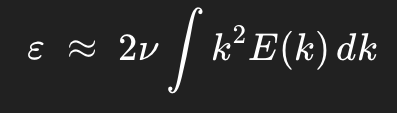 ε ≈ 2ν ∫ k²E(k) dk